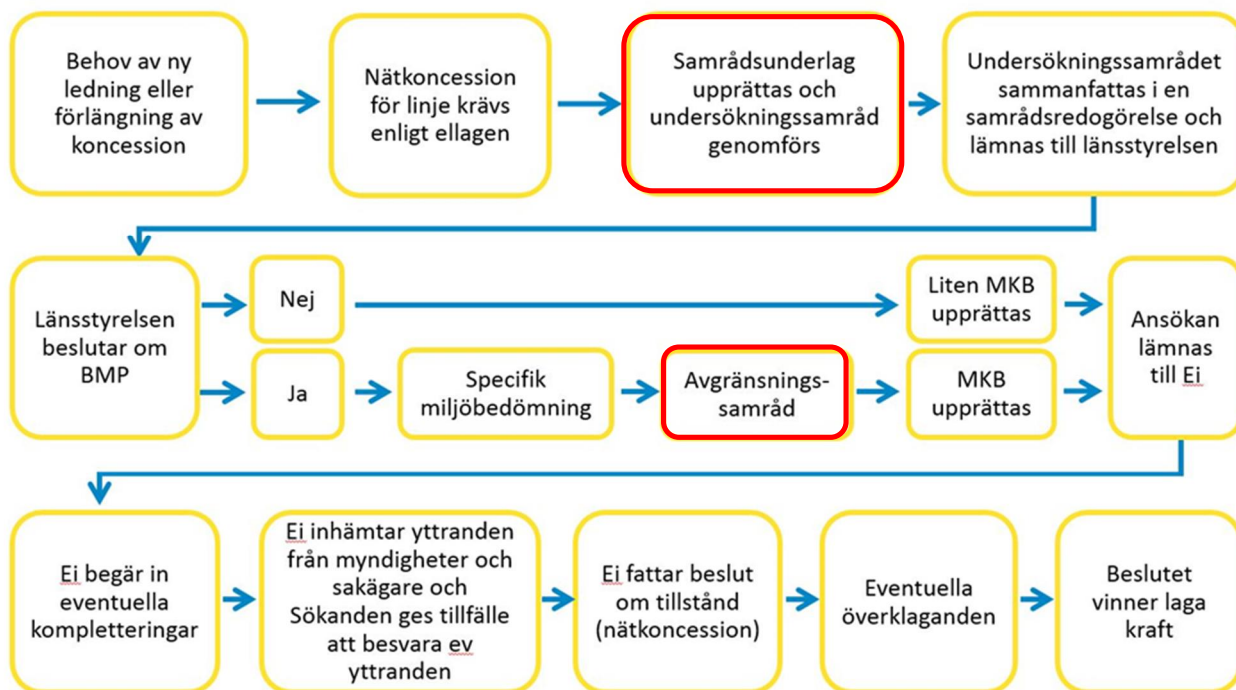 Behov av ny
ledning eller
förlängning av
koncession
Nätkoncession
för linje krävs
enligt ellagen
Samrådsunderlag
upprättas och
undersökningssamråd
genomförs
Undersökningssamrådet
sammanfattas i en
samrådsredogörelse och
lämnas till länsstyrelsen
Länsstyrelsen
beslutar om
BMP
Nej
Liten MKB
upprättas
Ja
Specifik
miljöbedömning
Avgränsnings-
samråd
MKB
upprättas
Ansökan
lämnas
till Ei
Ei begär in
eventuella
kompletteringar
Ei inhämtar yttranden
från myndigheter och
sakägare och
Sökanden ges tillfälle
att besvara ev
yttranden
Ei fattar beslut
om tillstånd
(nätkoncession)
Eventuella
överklaganden
Beslutet
vinner laga
kraft